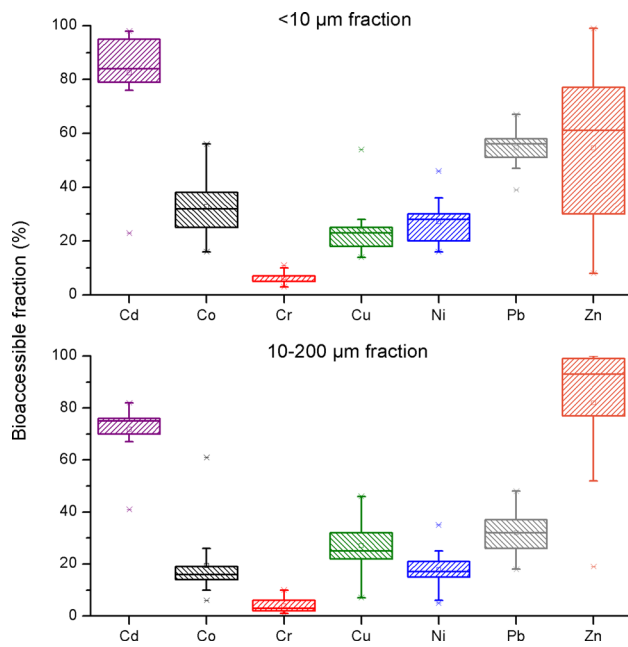 <10 µm fraction
100
80
60
40
20
0
Cd Co Cr Cu Ni Pb Zn
Bioaccessible fraction (%)
10-200 µm fraction
100
80
60
40
20
0
Cd Co Cr Cu Ni Pb Zn